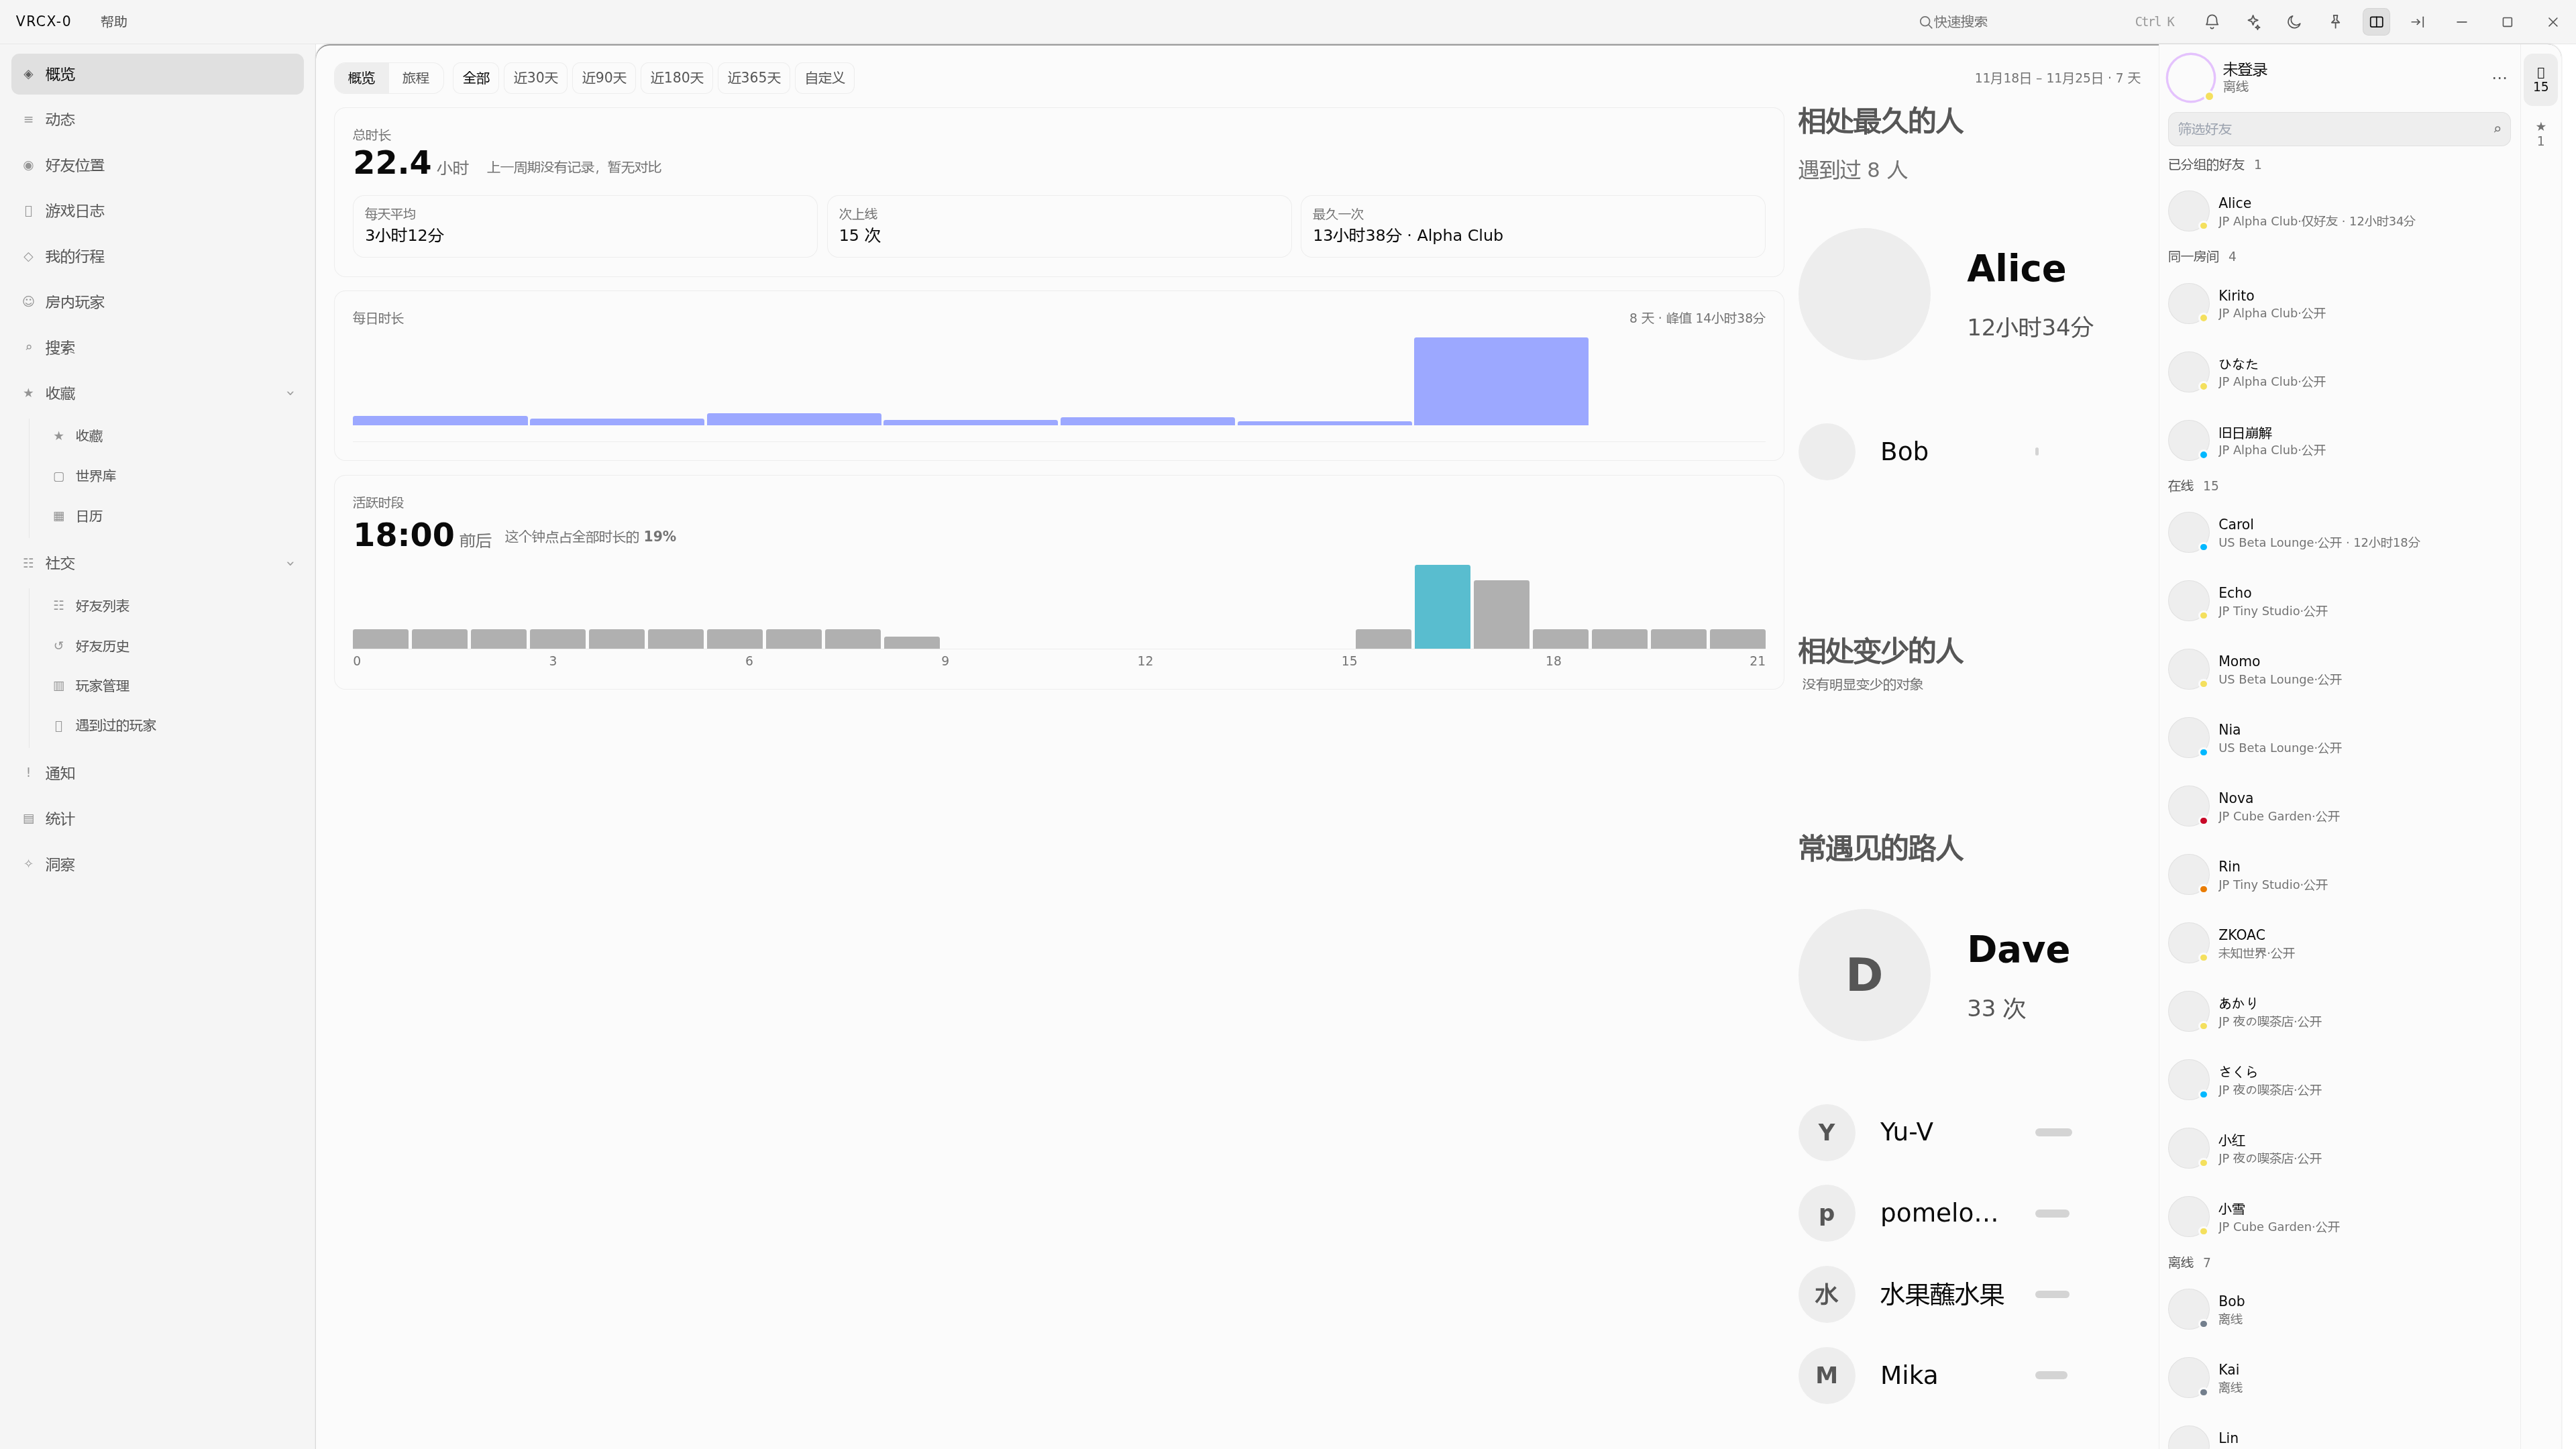 VRCX-0
帮助
快速搜索
Ctrl K
概览
动态
好友位置
游戏日志
我的行程
房内玩家
搜索
收藏
收藏
世界库
日历
社交
好友列表
好友历史
玩家管理
遇到过的玩家
通知
统计
洞察
概览 旅程 全部 近30天 近90天 近180天 近365天 自定义
11月18日 – 11月25日 · 7 天
总时长
22.4 小时 上一周期没有记录，暂无对比
每天平均
3小时12分
次上线
15 次
最久一次
13小时38分 · Alpha Club
每日时长
8 天 · 峰值 14小时38分
活跃时段
18:00 前后 这个钟点占全部时长的 19%
0 3 6 9 12 15 18 21
相处最久的人
遇到过 8 人
Alice
12小时34分
Bob
相处变少的人
没有明显变少的对象
常遇见的路人
D
Dave
33 次
Y Yu-V
p pomelo...
水 水果蘸水果
M Mika
未登录
离线
筛选好友
已分组的好友 1
Alice
JP Alpha Club·仅好友 · 12小时34分
同一房间 4
Kirito
JP Alpha Club·公开
ひなた
JP Alpha Club·公开
旧日崩解
JP Alpha Club·公开
在线 15
Carol
US Beta Lounge·公开 · 12小时18分
Echo
JP Tiny Studio·公开
Momo
US Beta Lounge·公开
Nia
US Beta Lounge·公开
Nova
JP Cube Garden·公开
Rin
JP Tiny Studio·公开
ZKOAC
未知世界·公开
あかり
JP 夜の喫茶店·公开
さくら
JP 夜の喫茶店·公开
小红
JP 夜の喫茶店·公开
小雪
JP Cube Garden·公开
离线 7
Bob
离线
Kai
离线
Lin
15
1